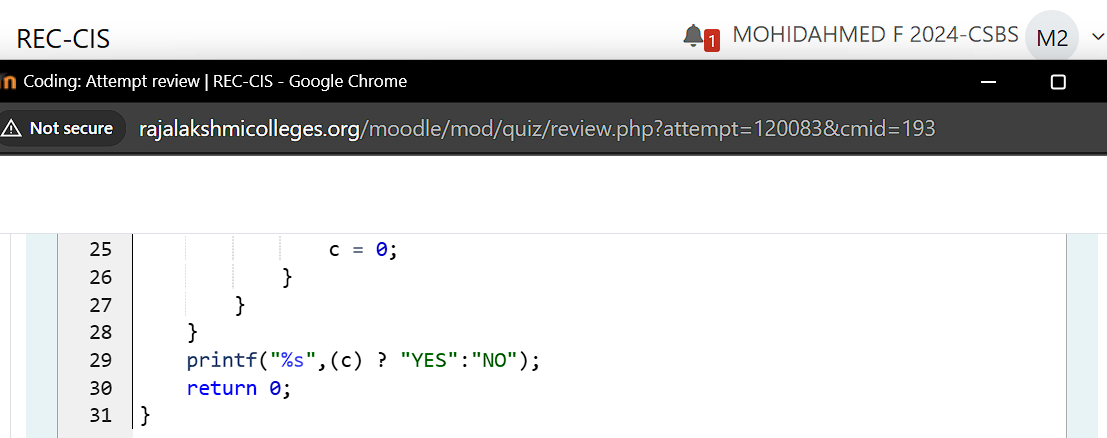 REC-CIS
1 MOHIDAHMED F 2024-CSBS M2
Coding: Attempt review | REC-CIS - Google Chrome
Not secure rajalakshmicolleges.org/moodle/mod/quiz/review.php?attempt=120083&cmid=193
25 c = 0;
26 }
27 }
28 }
29 printf("%s",(c) ? "YES":"NO");
30 return 0;
31 }